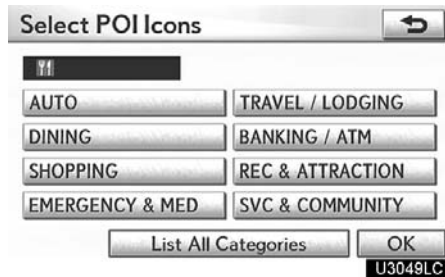 Select POI Icons
AUTO
TRAVEL / LODGING
DINING
BANKING / ATM
SHOPPING
REC & ATTRACTION
EMERGENCY & MED
SVC & COMMUNITY
List All Categories
OK
U3049LC